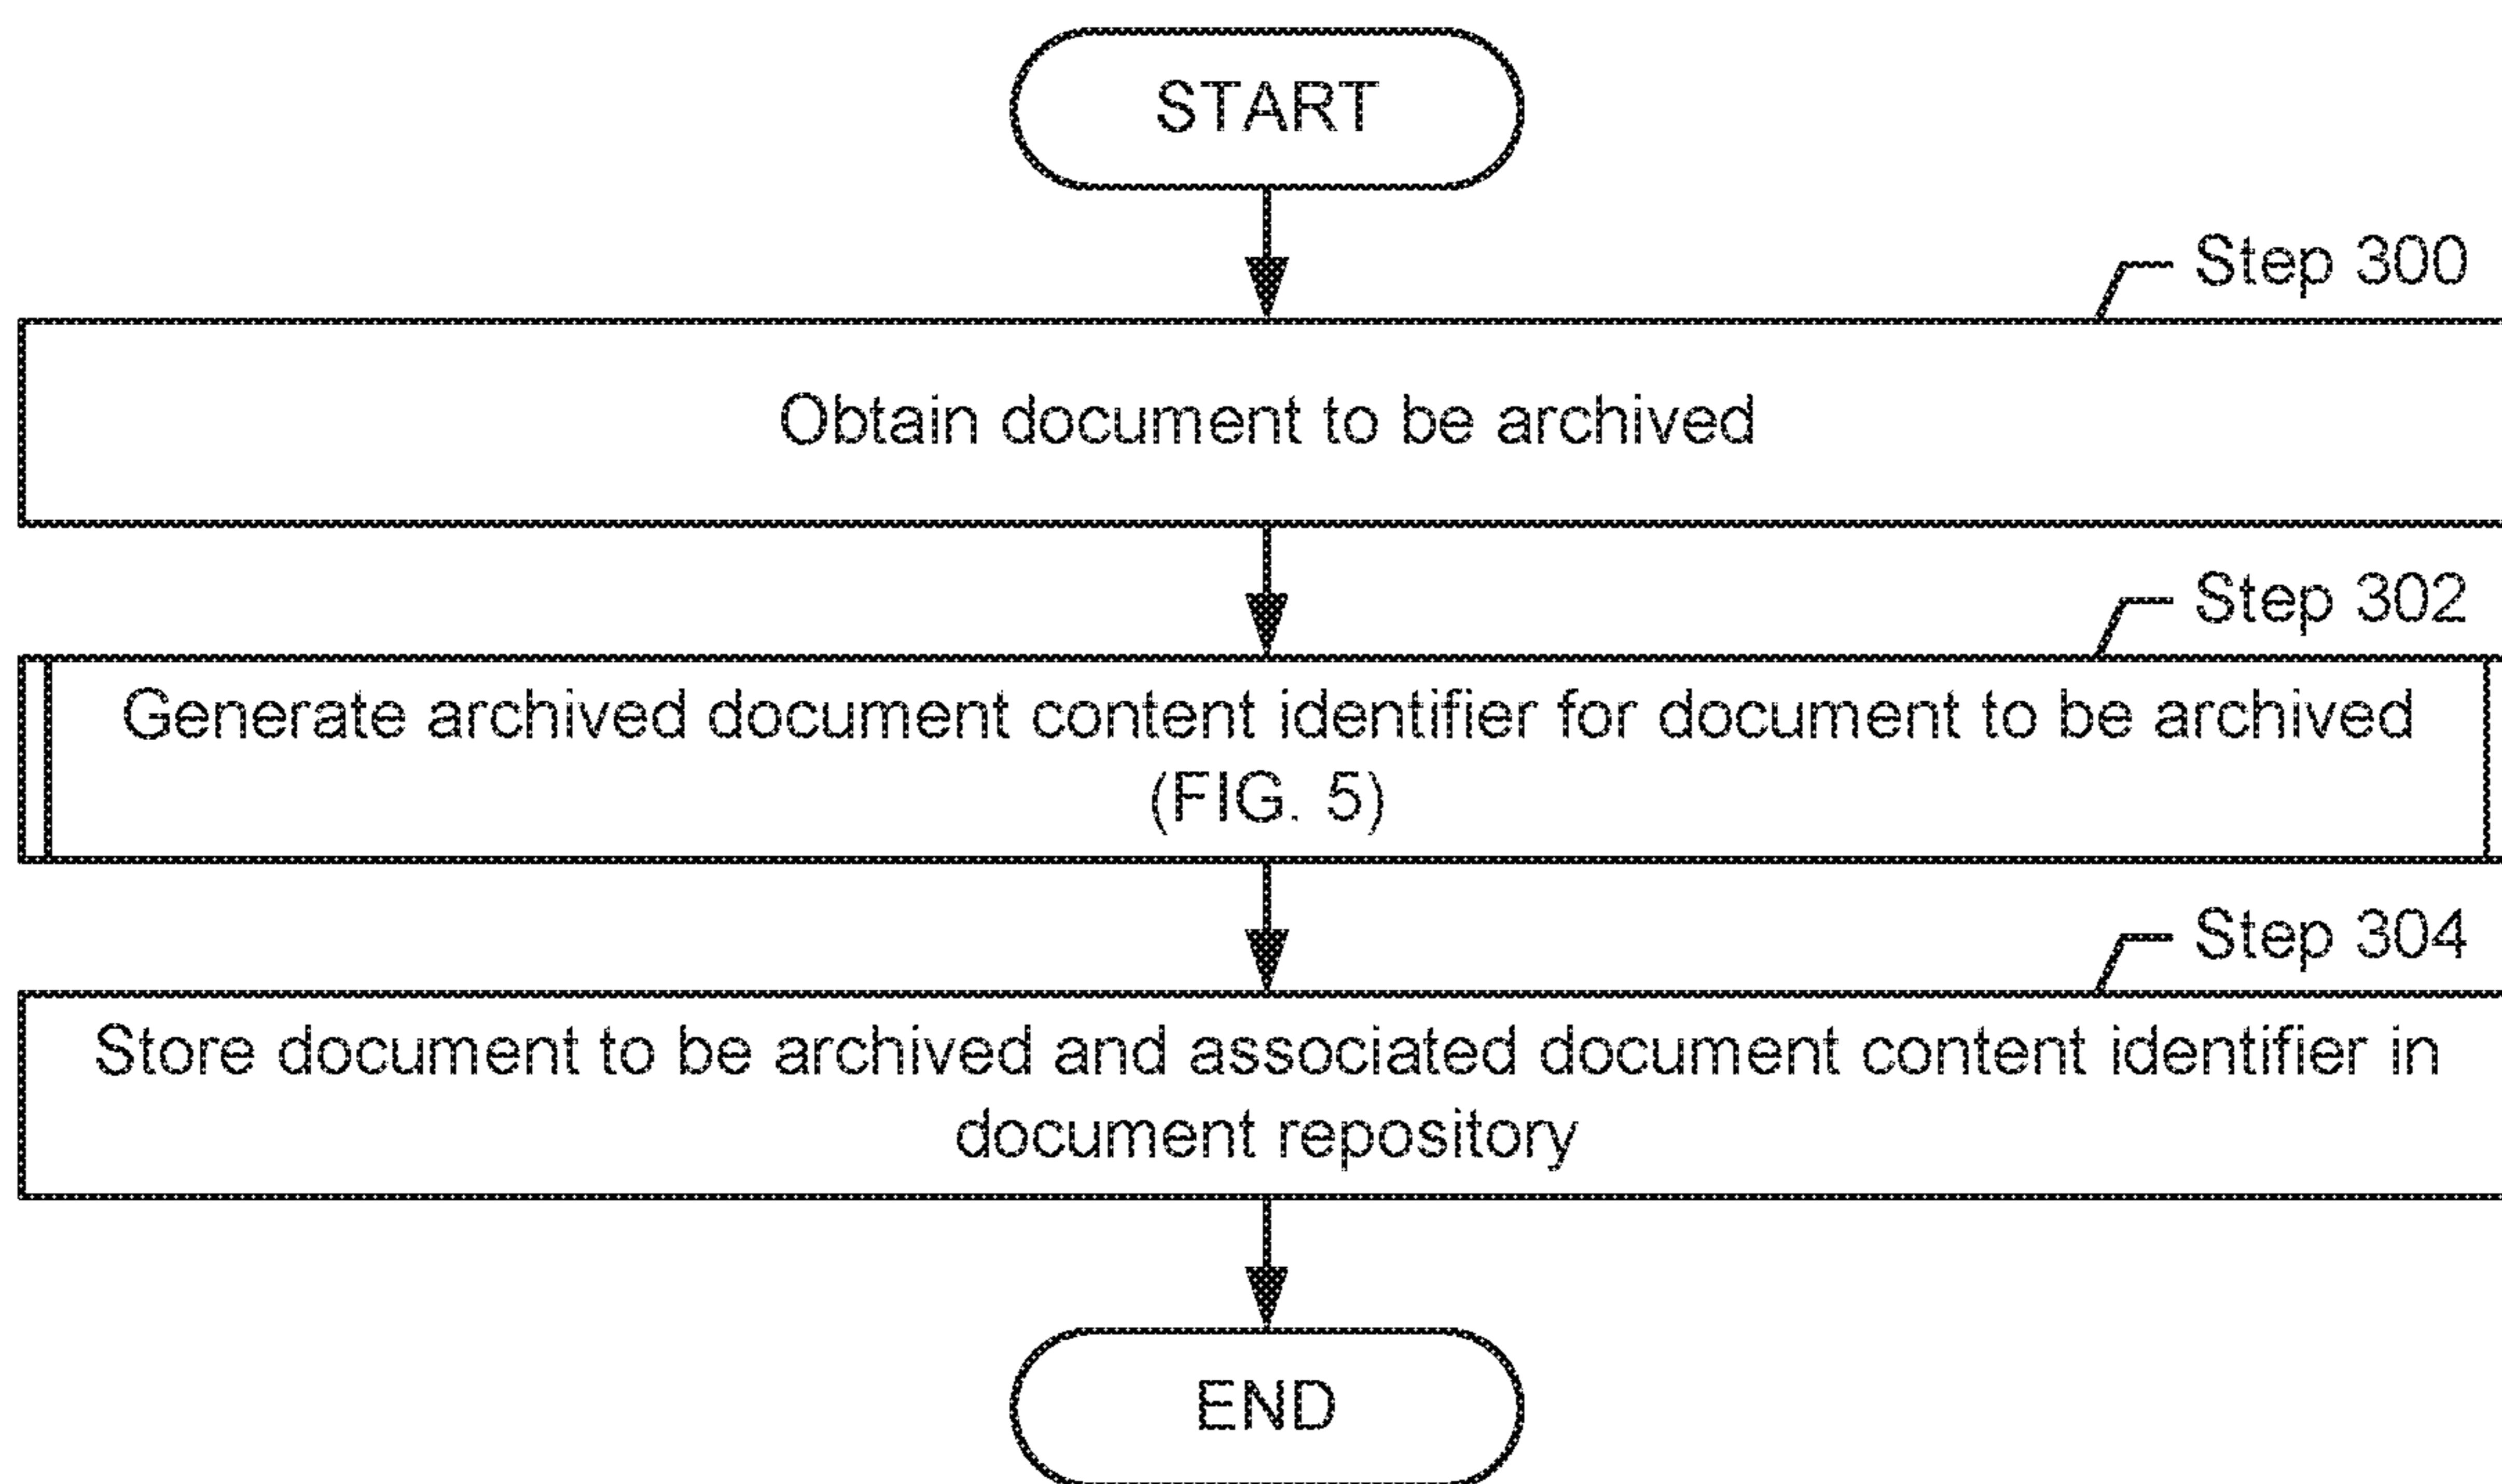 START
Step 300
Obtain document to be archived
Step 302
Generate archived document content identifier for document to be archived
(FIG. 5)
Step 304
Store document to be archived and associated document content identifier in
document repository
END